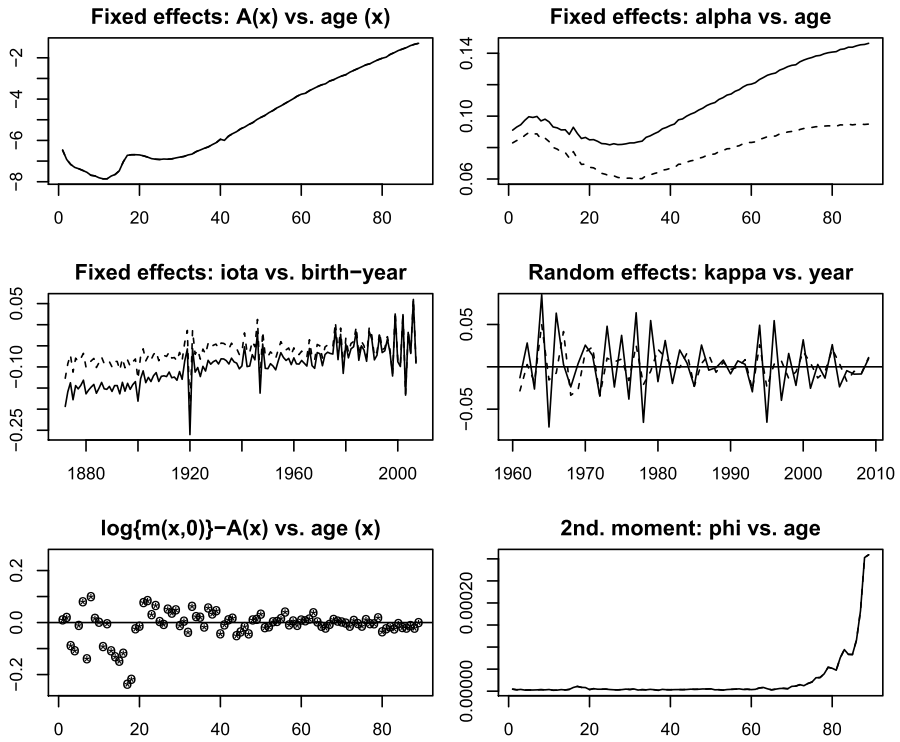 Fixed effects: A(x) vs. age (x)
−2
−4
−6
−8
0 20 40 60 80
Fixed effects: alpha vs. age
0.14
0.10
0.06
0 20 40 60 80
Fixed effects: iota vs. birth−year
0.05
−0.10
−0.25
1880 1920 1960 2000
Random effects: kappa vs. year
0.05
−0.05
1960 1970 1980 1990 2000 2010
log{m(x,0)}−A(x) vs. age (x)
0.2
0.0
−0.2
0 20 40 60 80
2nd. moment: phi vs. age
0.00020
0.00000
0 20 40 60 80